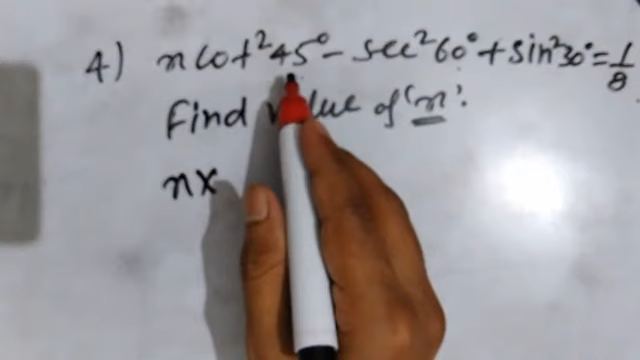 4) x cot²45° - sec²60° + sin²30° = 1/8
Find value of 'x'.
x ×